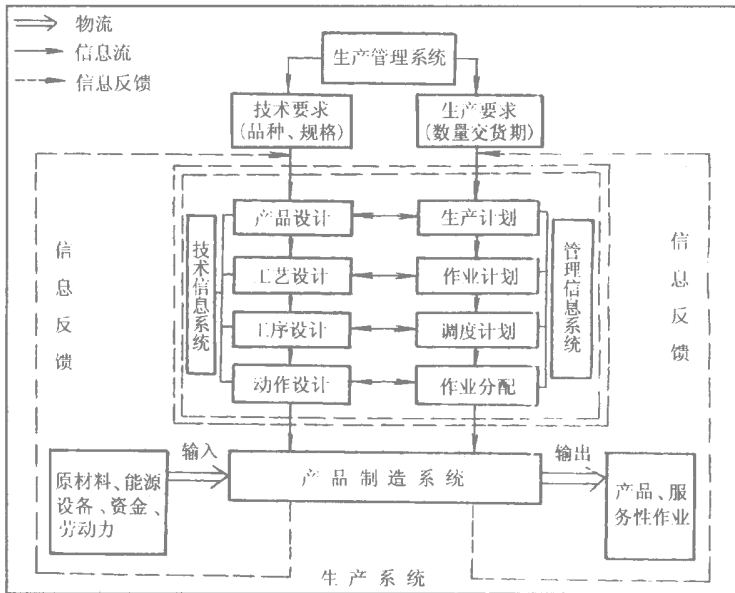 物流
信息流
信息反馈
生产管理系统
技术要求
(品种、规格)
生产要求
(数量交货期)
产品设计
生产计划
工艺设计
作业计划
工序设计
调度计划
动作设计
作业分配
技术信息系统
管理信息系统
信息反馈
信息反馈
输入
输出
原材料、能源
设备、资金、
劳动力
产品制造系统
产品、服
务性作业
生产系统